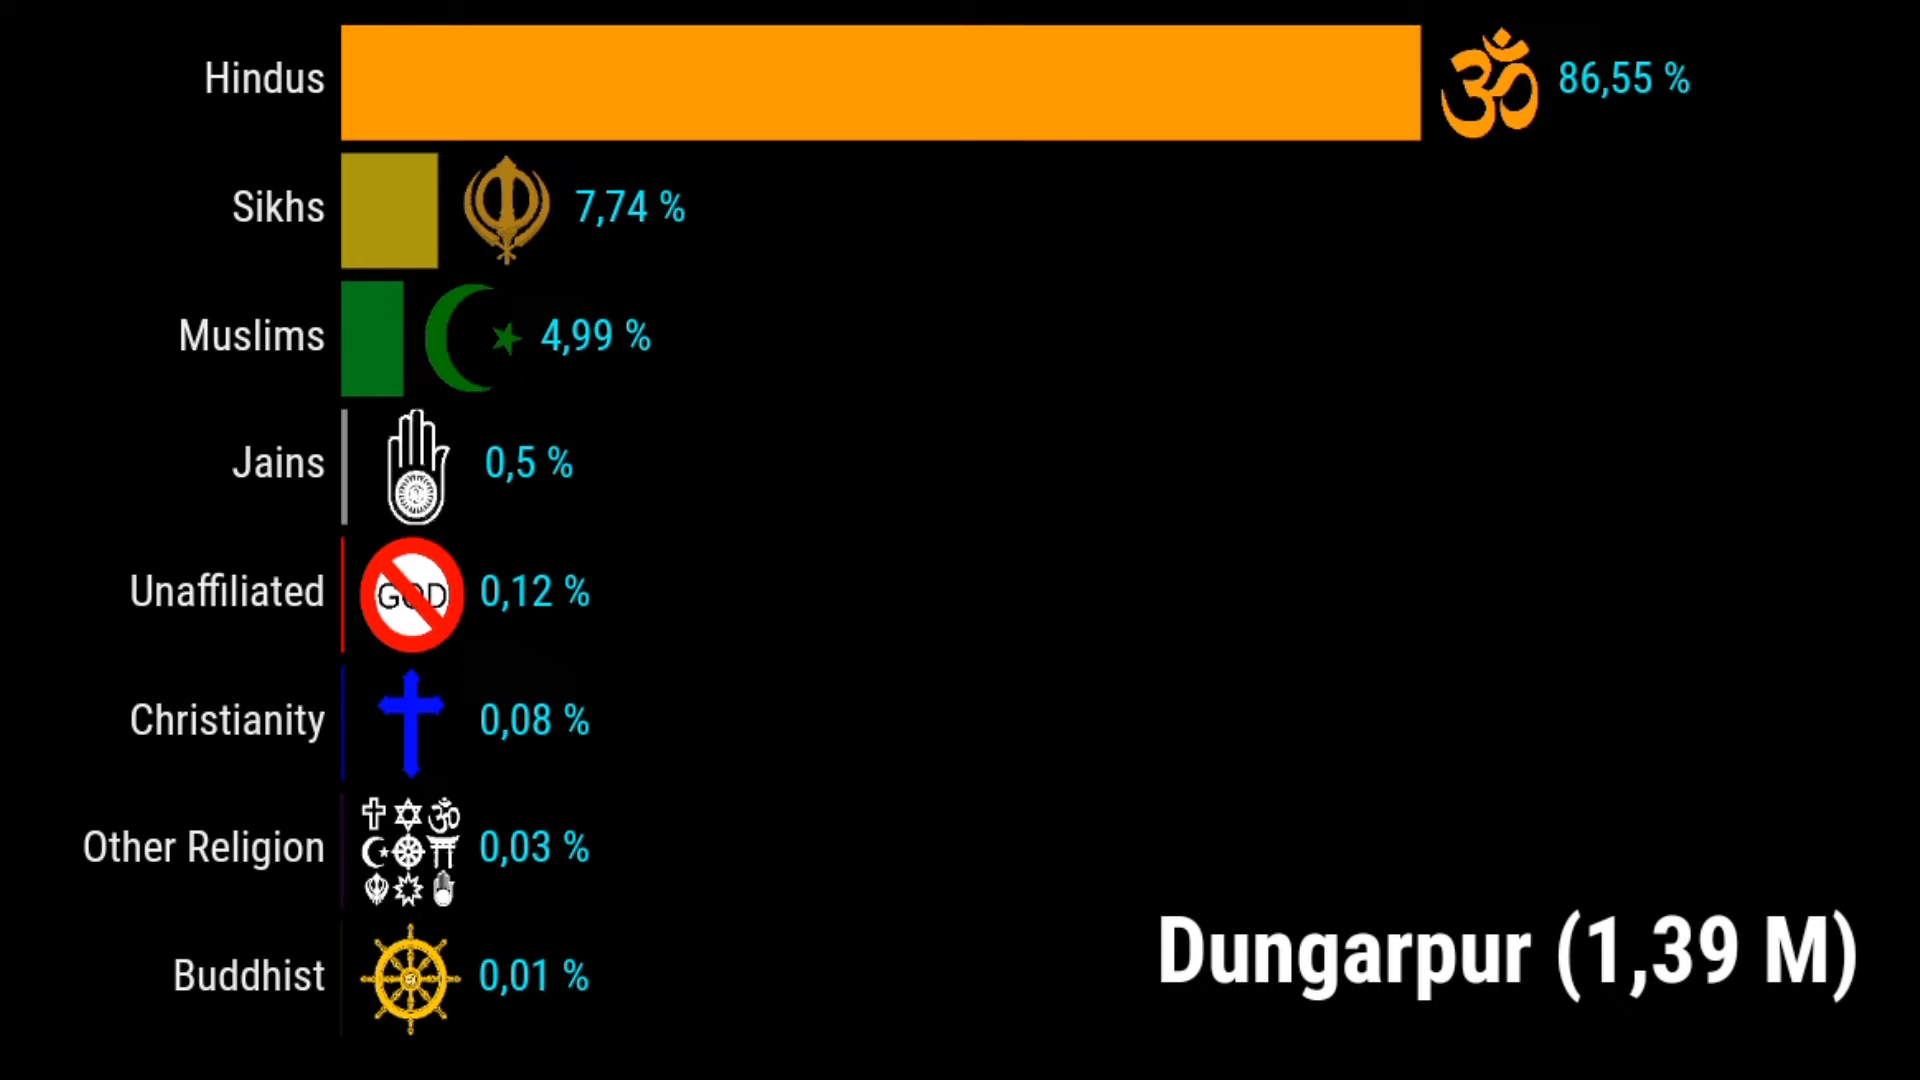 Hindus 86,55 %
Sikhs 7,74 %
Muslims 4,99 %
Jains 0,5 %
Unaffiliated GOD 0,12 %
Christianity 0,08 %
Other Religion 0,03 %
Buddhist 0,01 %
Dungarpur (1,39 M)